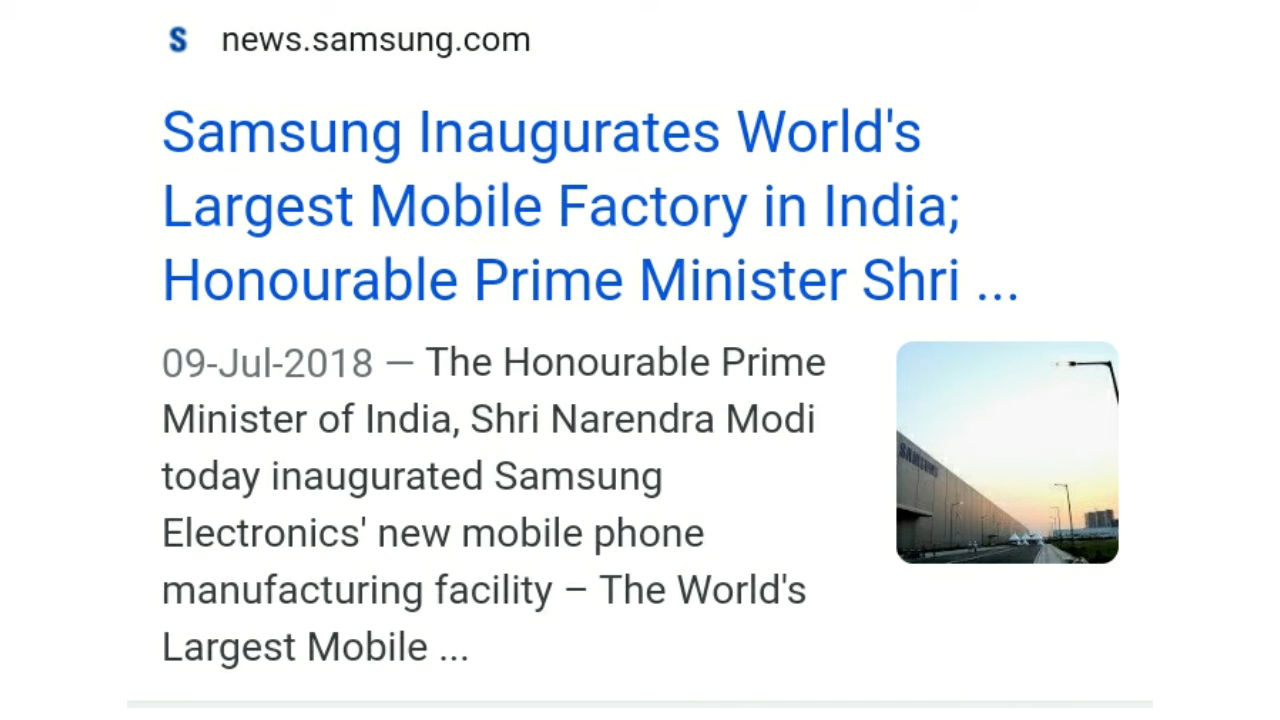 S news.samsung.com
Samsung Inaugurates World's
Largest Mobile Factory in India;
Honourable Prime Minister Shri ...
09-Jul-2018 — The Honourable Prime
Minister of India, Shri Narendra Modi
today inaugurated Samsung
Electronics' new mobile phone
manufacturing facility – The World's
Largest Mobile ...
SAMSUNG